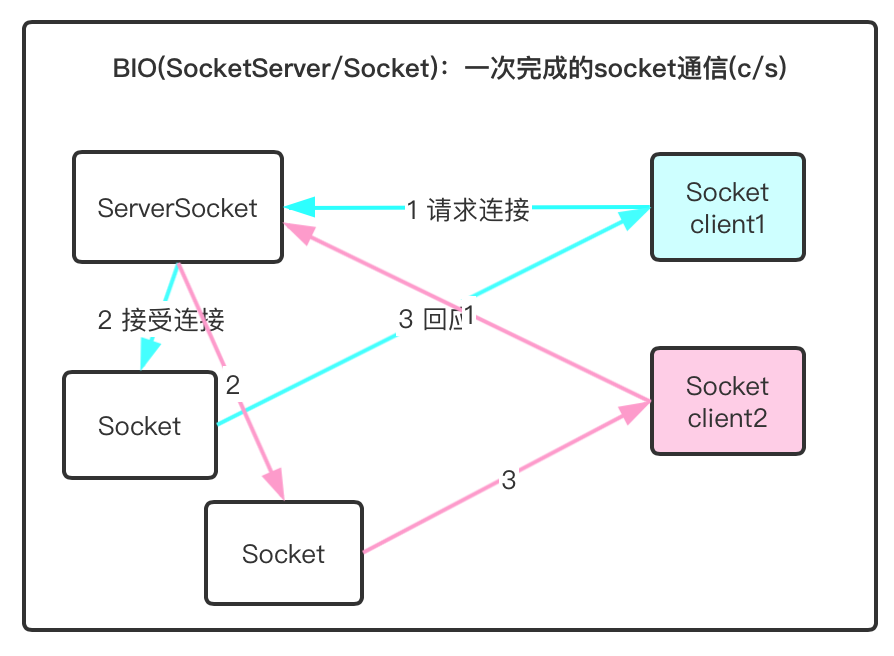 BIO(SocketServer/Socket)：一次完成的socket通信(c/s)
ServerSocket
1 请求连接
Socket
client1
2 接受连接
3 回应
1
2
Socket
client2
Socket
3
Socket